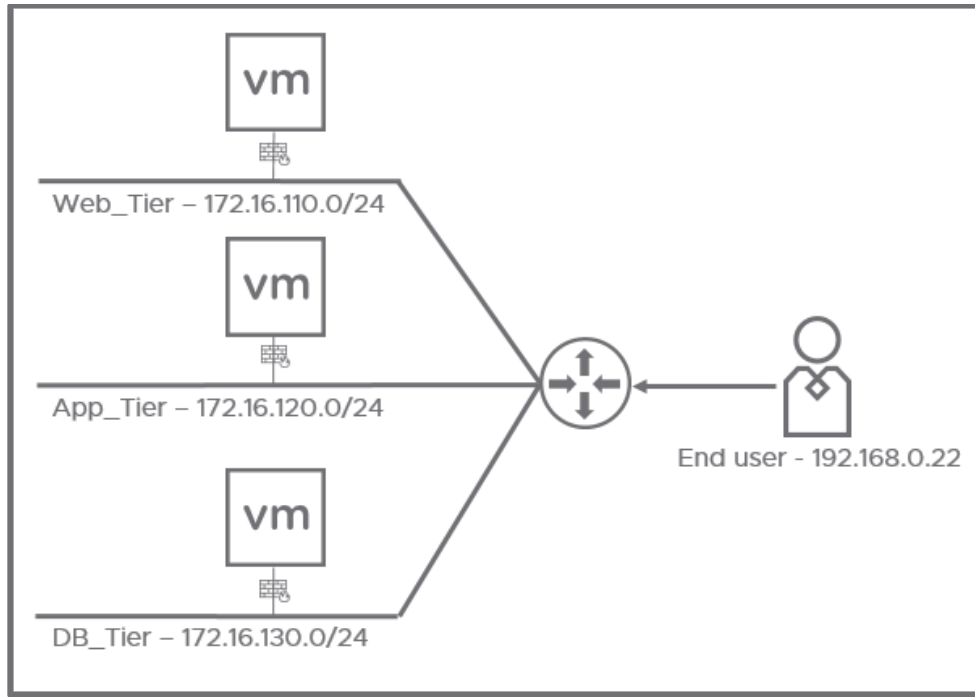 vm
Web_Tier – 172.16.110.0/24
vm
App_Tier – 172.16.120.0/24
End user - 192.168.0.22
vm
DB_Tier – 172.16.130.0/24